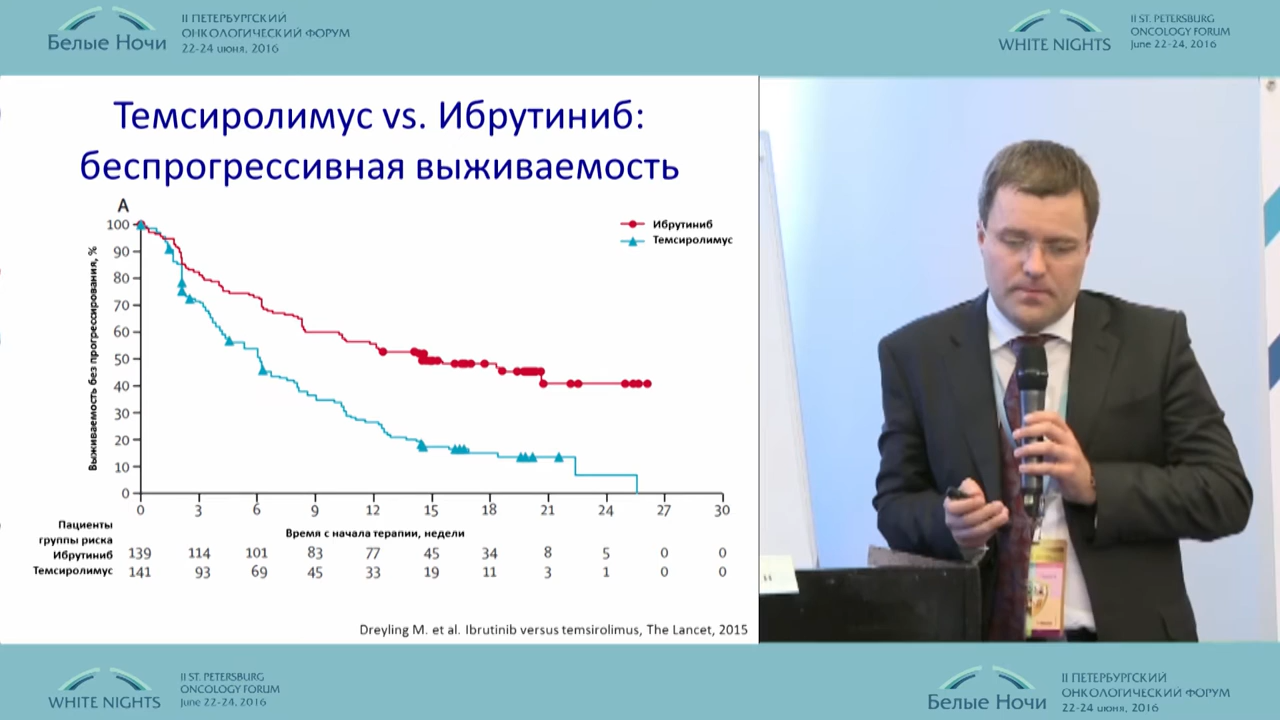 Белые Ночи
II ПЕТЕРБУРГСКИЙ
ОНКОЛОГИЧЕСКИЙ ФОРУМ
22-24 июня, 2016
WHITE NIGHTS
II ST. PETERSBURG
ONCOLOGY FORUM
June 22-24, 2016
Темсиролимус vs. Ибрутиниб:
беспрогрессивная выживаемость
A
Ибрутиниб
Темсиролимус
Выживаемость без прогрессирования, %
100
90
80
70
60
50
40
30
20
10
0
0 3 6 9 12 15 18 21 24 27 30
Время с начала терапии, недели
Пациенты
группы риска
Ибрутиниб 139 114 101 83 77 45 34 8 5 0 0
Темсиролимус 141 93 69 45 33 19 11 3 1 0 0
Dreyling M. et al. Ibrutinib versus temsirolimus, The Lancet, 2015
WHITE NIGHTS
II ST. PETERSBURG
ONCOLOGY FORUM
June 22-24, 2016
Белые Ночи
II ПЕТЕРБУРГСКИЙ
ОНКОЛОГИЧЕСКИЙ ФОРУМ
22-24 июня, 2016